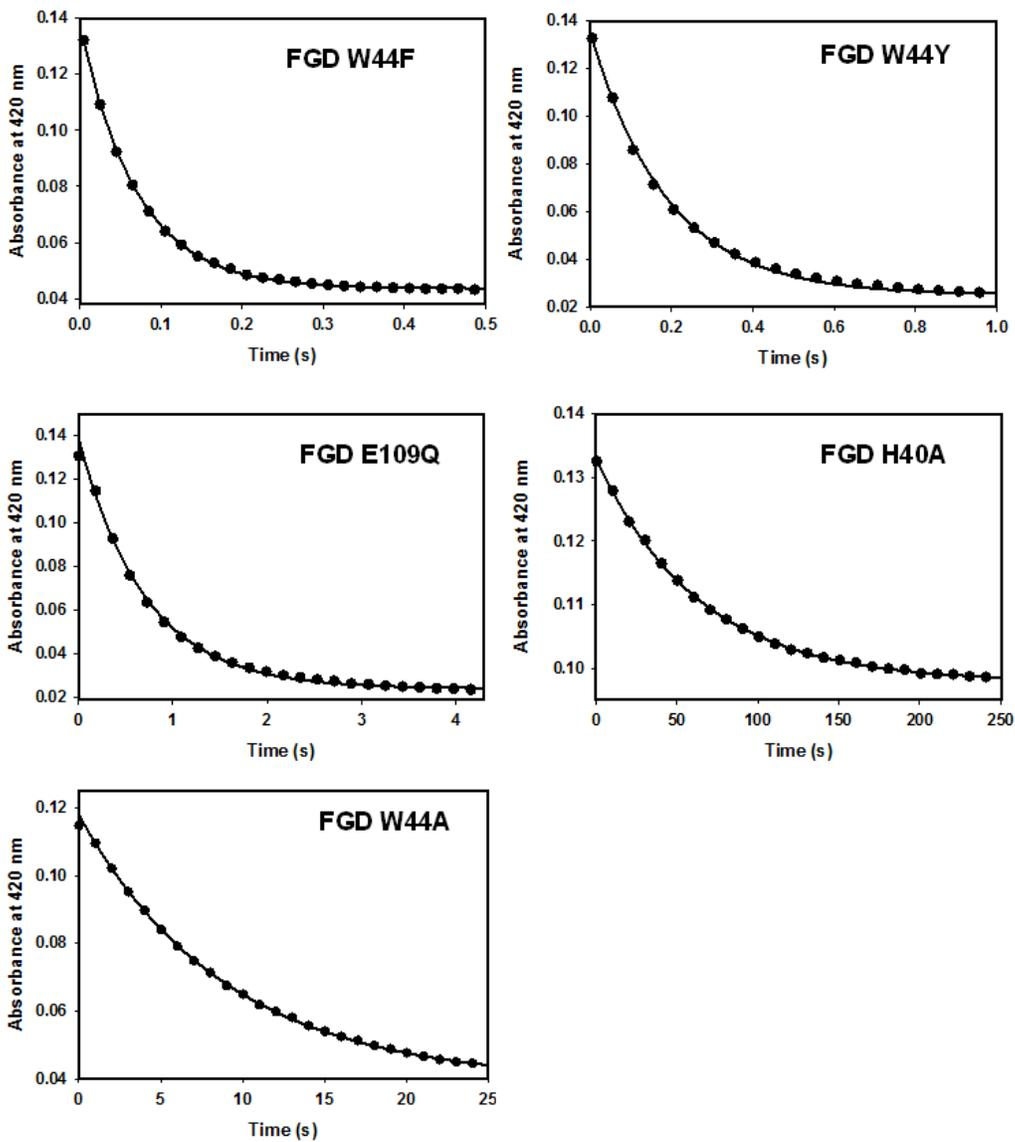 FGD W44F
Absorbance at 420 nm
0.14
0.12
0.10
0.08
0.06
0.04
0.0 0.1 0.2 0.3 0.4 0.5
Time (s)
FGD W44Y
Absorbance at 420 nm
0.14
0.12
0.10
0.08
0.06
0.04
0.02
0.0 0.2 0.4 0.6 0.8 1.0
Time (s)
FGD E109Q
Absorbance at 420 nm
0.14
0.12
0.10
0.08
0.06
0.04
0.02
0 1 2 3 4
Time (s)
FGD H40A
Absorbance at 420 nm
0.14
0.13
0.12
0.11
0.10
0 50 100 150 200 250
Time (s)
FGD W44A
Absorbance at 420 nm
0.12
0.10
0.08
0.06
0.04
0 5 10 15 20 25
Time (s)